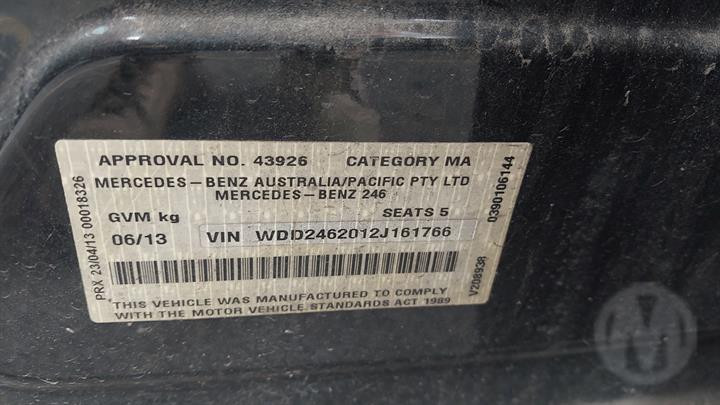 APPROVAL NO. 43926 CATEGORY MA
MERCEDES-BENZ AUSTRALIA/PACIFIC PTY LTD
MERCEDES-BENZ 246
GVM kg SEATS 5
06/13 VIN WDD2462012J161766
THIS VEHICLE WAS MANUFACTURED TO COMPLY
WITH THE MOTOR VEHICLE STANDARDS ACT 1989
PRX 23/04/13 00018326
0390106144
VZ08938
M